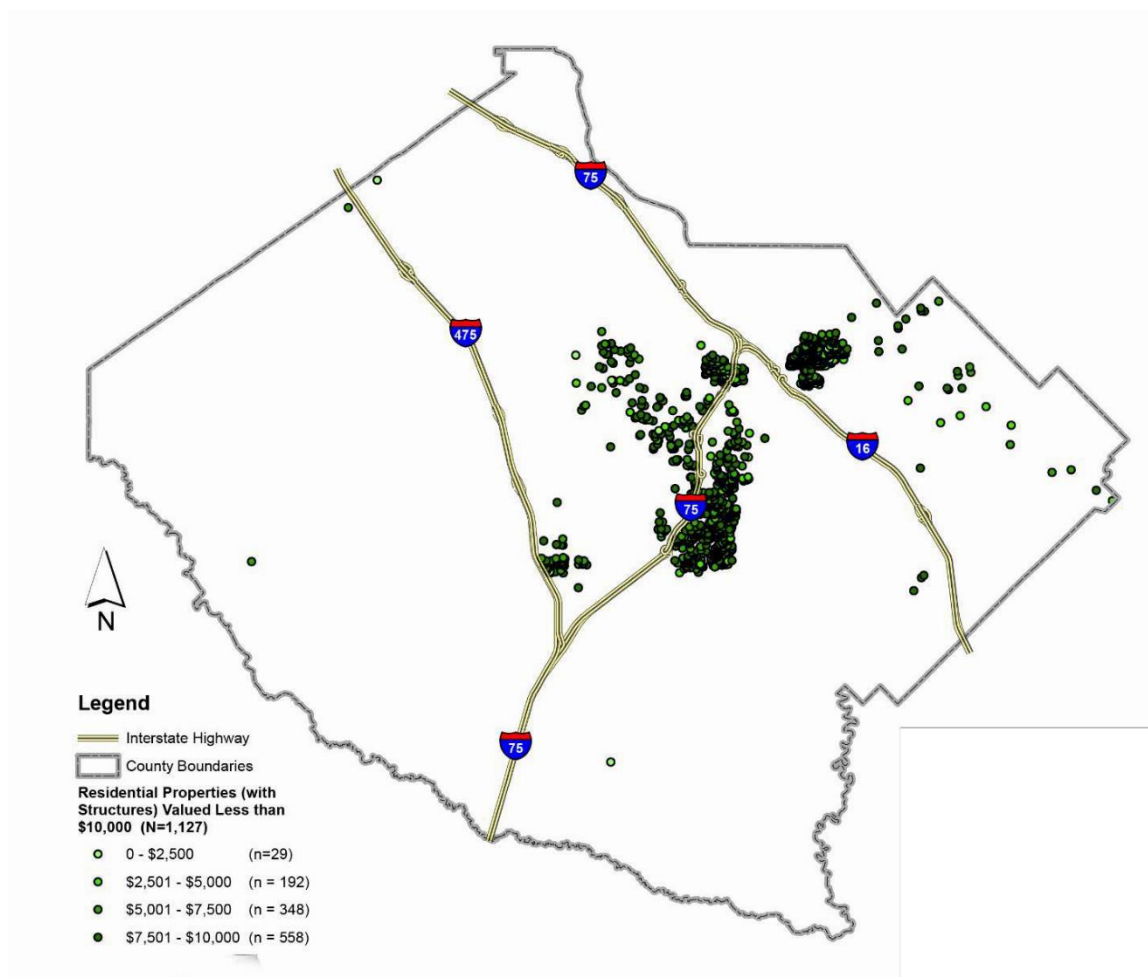 75
475
16
75
N
75
Legend
Interstate Highway
County Boundaries
Residential Properties (with
Structures) Valued Less than
$10,000 (N=1,127)
0 - $2,500 (n=29)
$2,501 - $5,000 (n = 192)
$5,001 - $7,500 (n = 348)
$7,501 - $10,000 (n = 558)